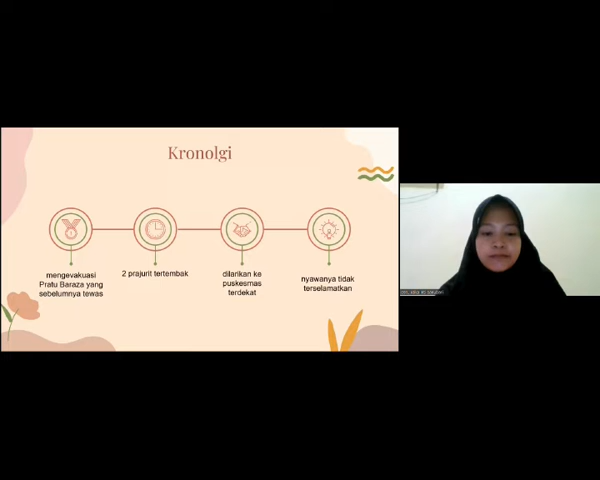 Kronolgi
mengevakuasi
Pratu Baraza yang
sebelumnya tewas
2 prajurit tertembak
dilarikan ke
puskesmas
terdekat
nyawanya tidak
terselamatkan